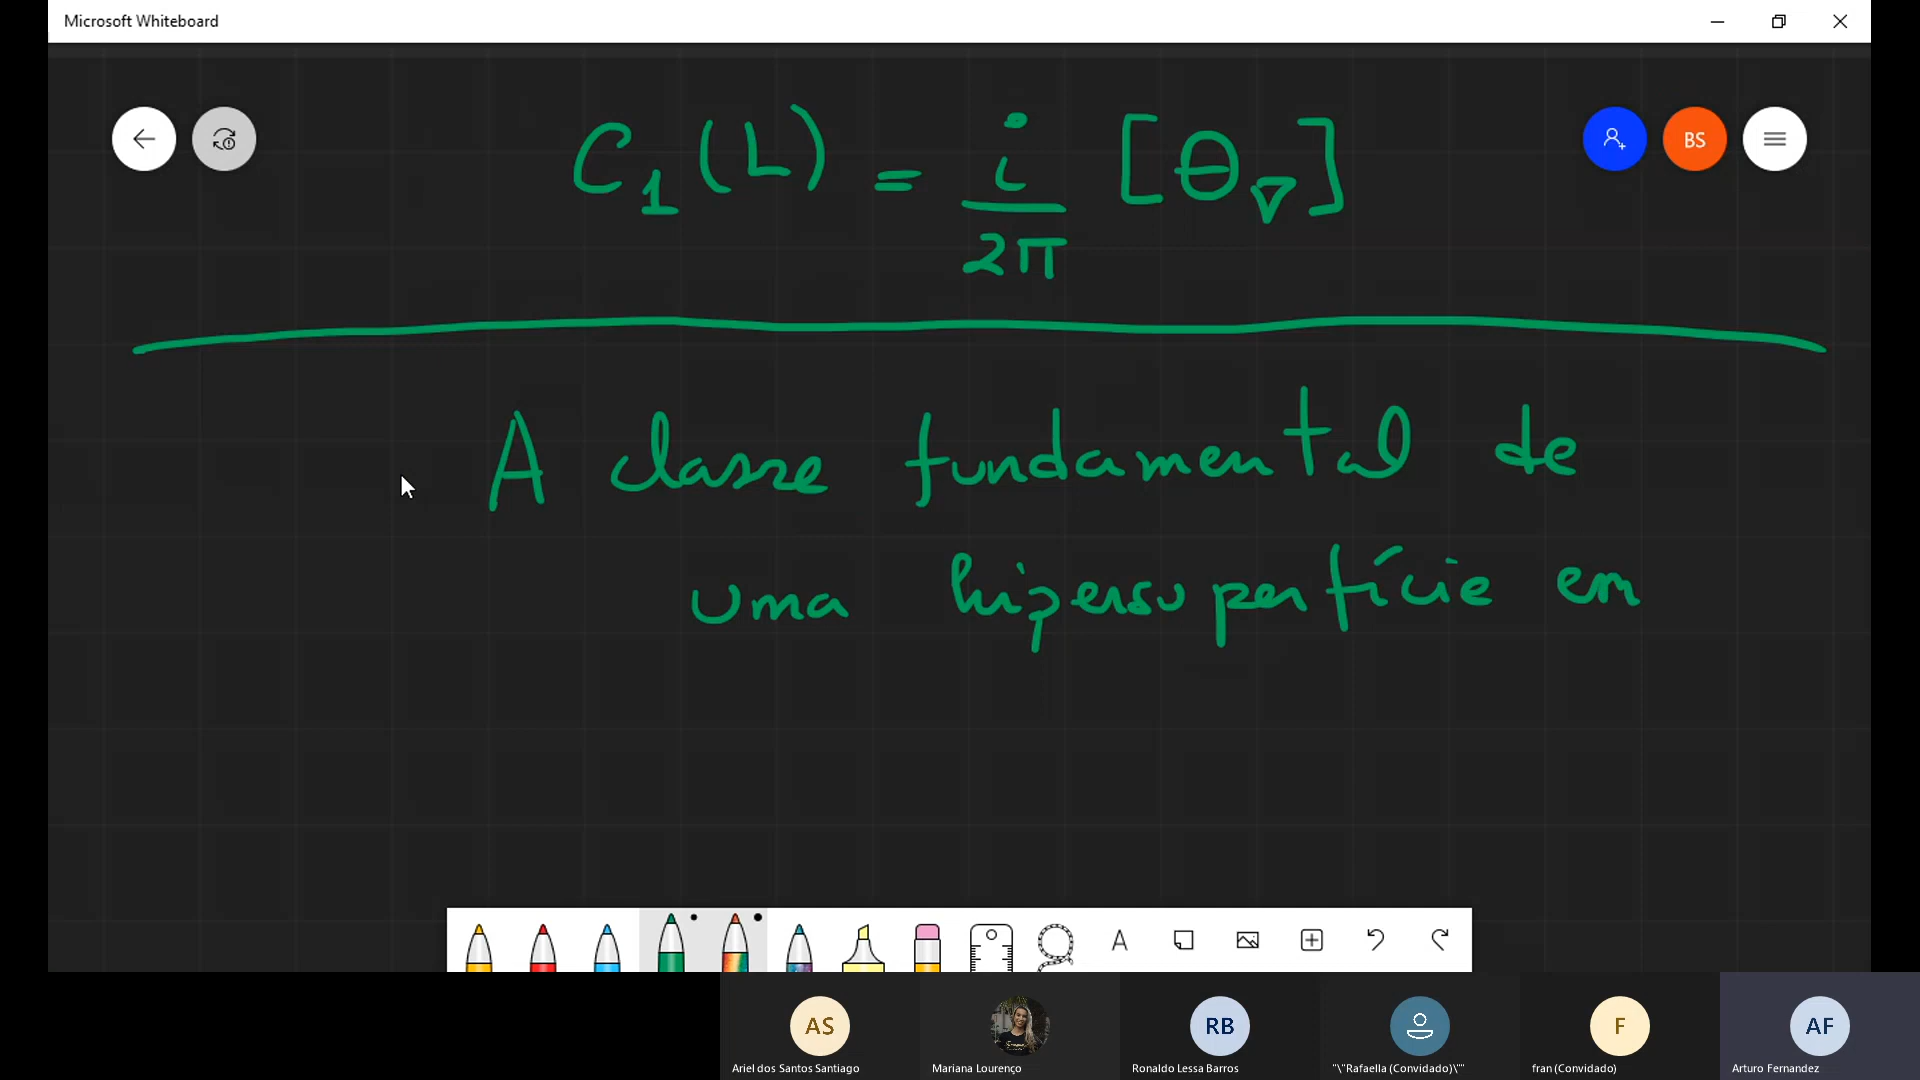 Microsoft Whiteboard
C₁(L) = i/2π [Θ∇]
BS
A classe fundamental de
uma hipersuperfície em
A
AS
RB
F
AF
Ariel dos Santos Santiago
Mariana Lourenço
Ronaldo Lessa Barros
"\"Rafaella (Convidado)\""
fran (Convidado)
Arturo Fernandez